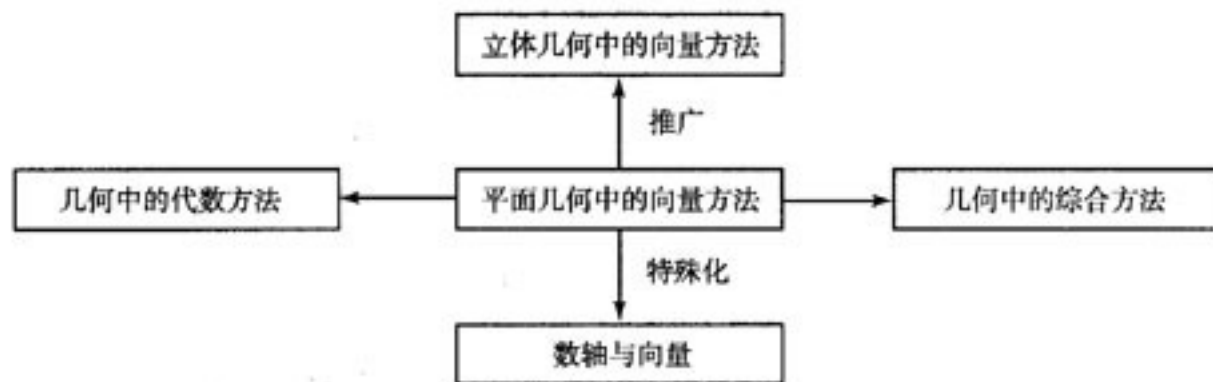 立体几何中的向量方法
推广
几何中的代数方法
平面几何中的向量方法
几何中的综合方法
特殊化
数轴与向量